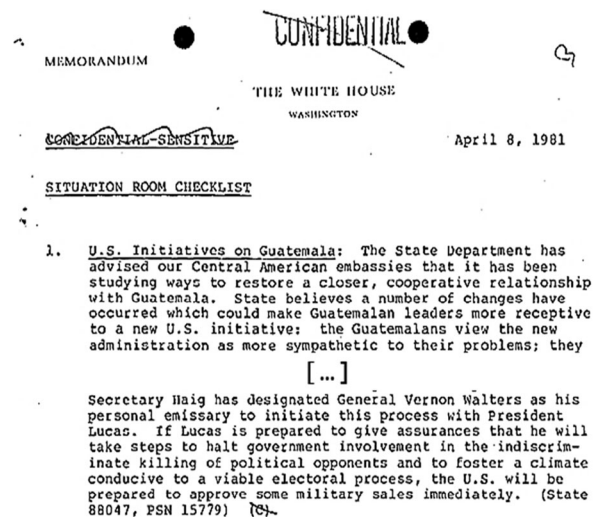 CONFIDENTIAL
MEMORANDUM
THE WHITE HOUSE
WASHINGTON
CONFIDENTIAL-SENSITIVE
April 8, 1981
SITUATION ROOM CHECKLIST
1. U.S. Initiatives on Guatemala: The State Department has
advised our Central American embassies that it has been
studying ways to restore a closer, cooperative relationship
with Guatemala. State believes a number of changes have
occurred which could make Guatemalan leaders more receptive
to a new U.S. initiative: the Guatemalans view the new
administration as more sympathetic to their problems; they
[...]
Secretary Haig has designated General Vernon Walters as his
personal emissary to initiate this process with President
Lucas. If Lucas is prepared to give assurances that he will
take steps to halt government involvement in the indiscrim-
inate killing of political opponents and to foster a climate
conducive to a viable electoral process, the U.S. will be
prepared to approve some military sales immediately. (State
88047, PSN 15779) (C)